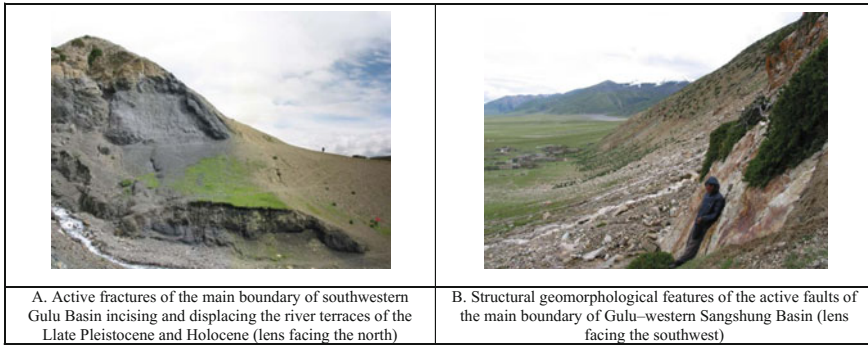 A. Active fractures of the main boundary of southwestern
Gulu Basin incising and displacing the river terraces of the
Llate Pleistocene and Holocene (lens facing the north)
B. Structural geomorphological features of the active faults of
the main boundary of Gulu–western Sangshung Basin (lens
facing the southwest)